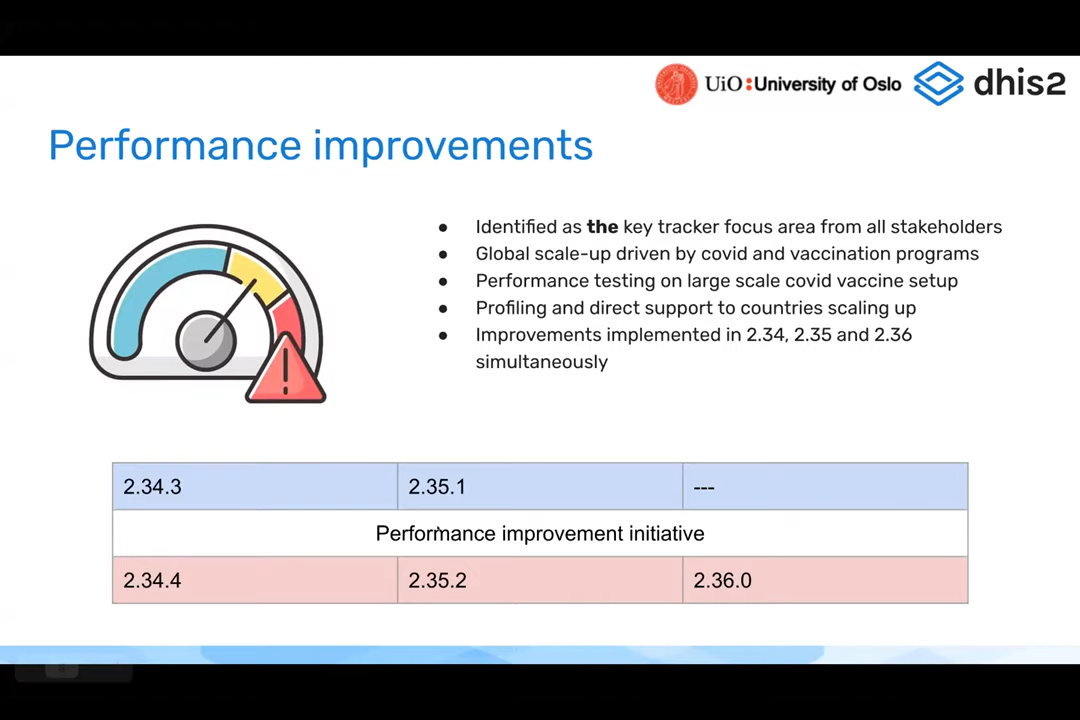 UiO:University of Oslo dhis2
Performance improvements
● Identified as the key tracker focus area from all stakeholders
● Global scale-up driven by covid and vaccination programs
● Performance testing on large scale covid vaccine setup
● Profiling and direct support to countries scaling up
● Improvements implemented in 2.34, 2.35 and 2.36
simultaneously
2.34.3 2.35.1 ---
Performance improvement initiative
2.34.4 2.35.2 2.36.0